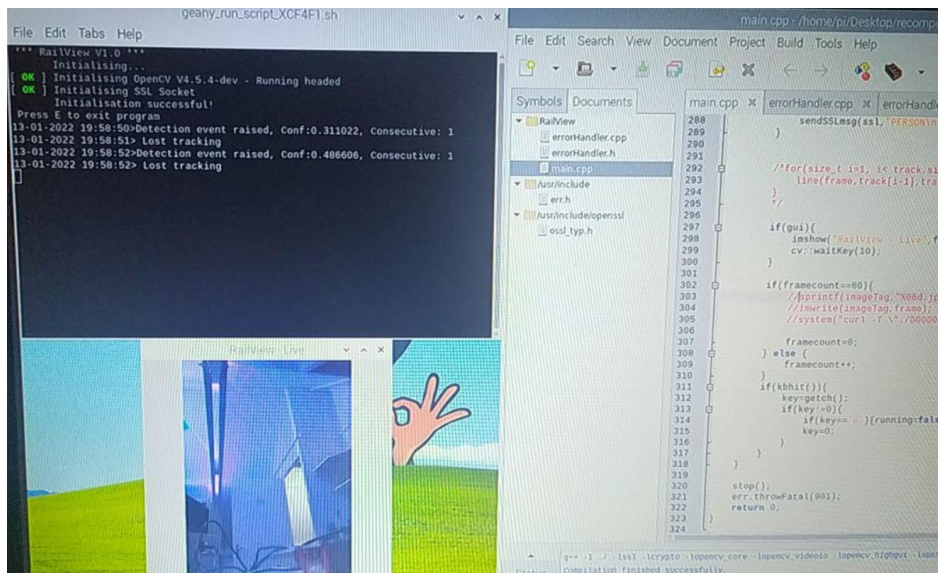 geany_run_script_XCF4F1.sh
File Edit Tabs Help
*** RailView V1.0 ***
Initialising...
[ OK ] Initialising OpenCV V4.5.4-dev - Running headed
[ OK ] Initialising SSL Socket
Initialisation successful!
Press E to exit program
13-01-2022 19:58:50>Detection event raised, Conf:0.311022, Consecutive: 1
13-01-2022 19:58:51> Lost tracking
13-01-2022 19:58:52>Detection event raised, Conf:0.486606, Consecutive: 1
13-01-2022 19:58:52> Lost tracking
RailView - Live
main.cpp - /home/pi/Desktop/recomp
File Edit Search View Document Project Build Tools Help
Symbols Documents
RailView
errorHandler.cpp
errorHandler.h
main.cpp
/usr/include
err.h
/usr/include/openssl
ossl_typ.h
main.cpp × errorHandler.cpp × errorHandl
288 sendSSLmsg(ssl,"PERSON\n
289 }
290
291
292 /*for(size_t i=1; i< track.si
293 line(frame,track[i-1],tra
294 }
295 */
296
297 if(gui){
298 imshow("RailView - Live",f
299 cv::waitKey(10);
300 }
301
302 if(framecount==60){
303 //sprintf(imageTag,"%06d.jp
304 //imwrite(imageTag,frame);
305 //system("curl -T \"./00000
306
307 framecount=0;
308 } else {
309 framecount++;
310 }
311 if(kbhit()){
312 key=getch();
313 if(key!=0){
314 if(key== ){running=fals
315 key=0;
316 }
317 }
318 }
319
320 stop();
321 err.throwFatal(901);
322 return 0;
323 }
324
g++ -I ./ -lssl -lcrypto -lopencv_core -lopencv_videoio -lopencv_highgui
Compilation finished successfully.